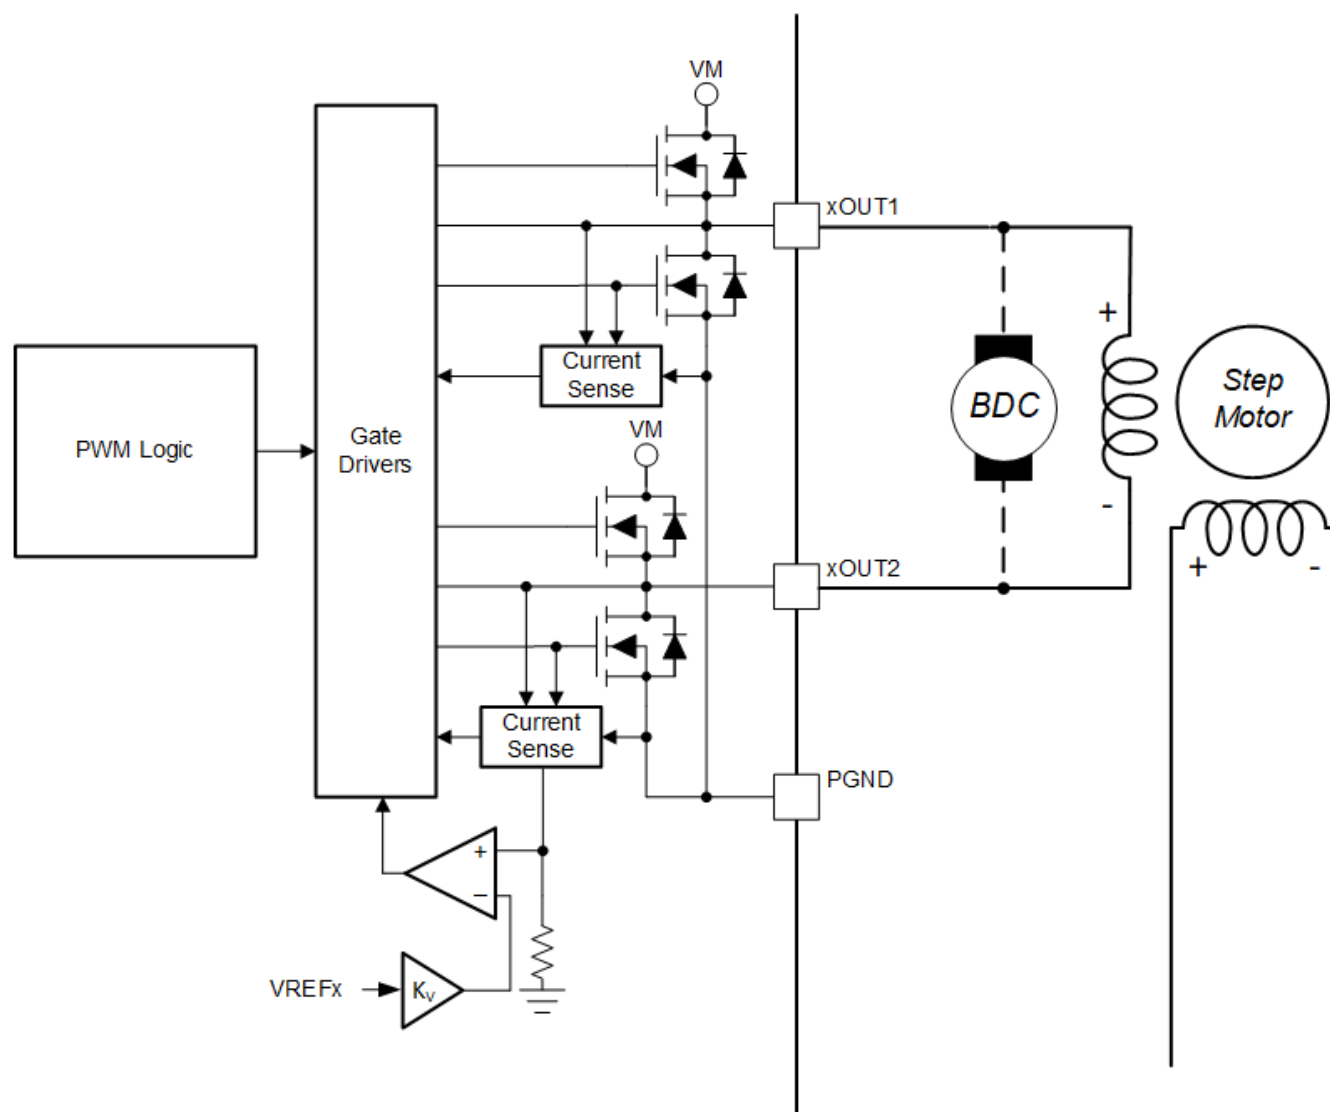 VM
xOUT1
Current
Sense
+
Step
Motor
BDC
PWM Logic
Gate
Drivers
VM
-
xOUT2
+
-
Current
Sense
PGND
+
−
VREFx
Kv